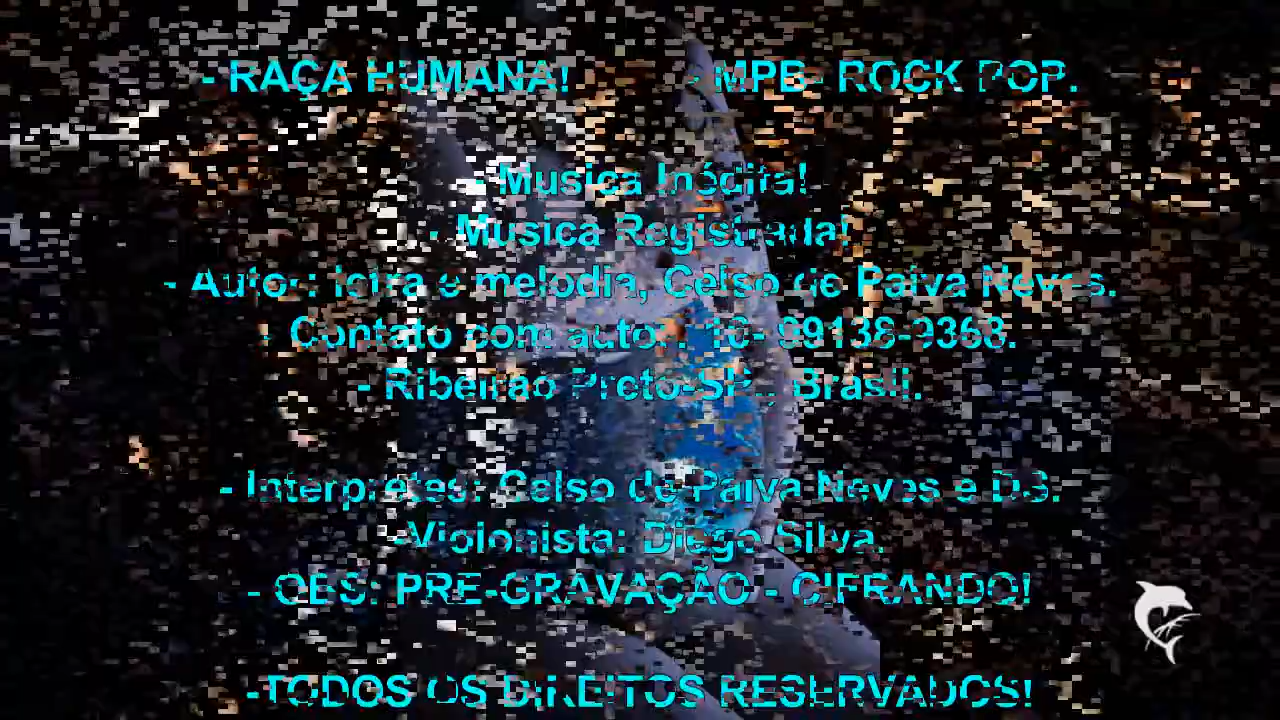 - RAÇA HUMANA! - MPB- ROCK POP.
- Musica Inédita!
- Musica Registrada!
- Autor: letra e melodia, Celso de Paiva Neves.
- Contato com autor: 16- 99138-9368.
- Ribeirão Preto-SP.. Brasil.
- Interpretes: Celso de Paiva Neves e DS.
-Violonista: Diego Silva.
- OBS: PRE-GRAVAÇÃO - CIFRANDO!
-TODOS OS DIREITOS RESERVADOS!